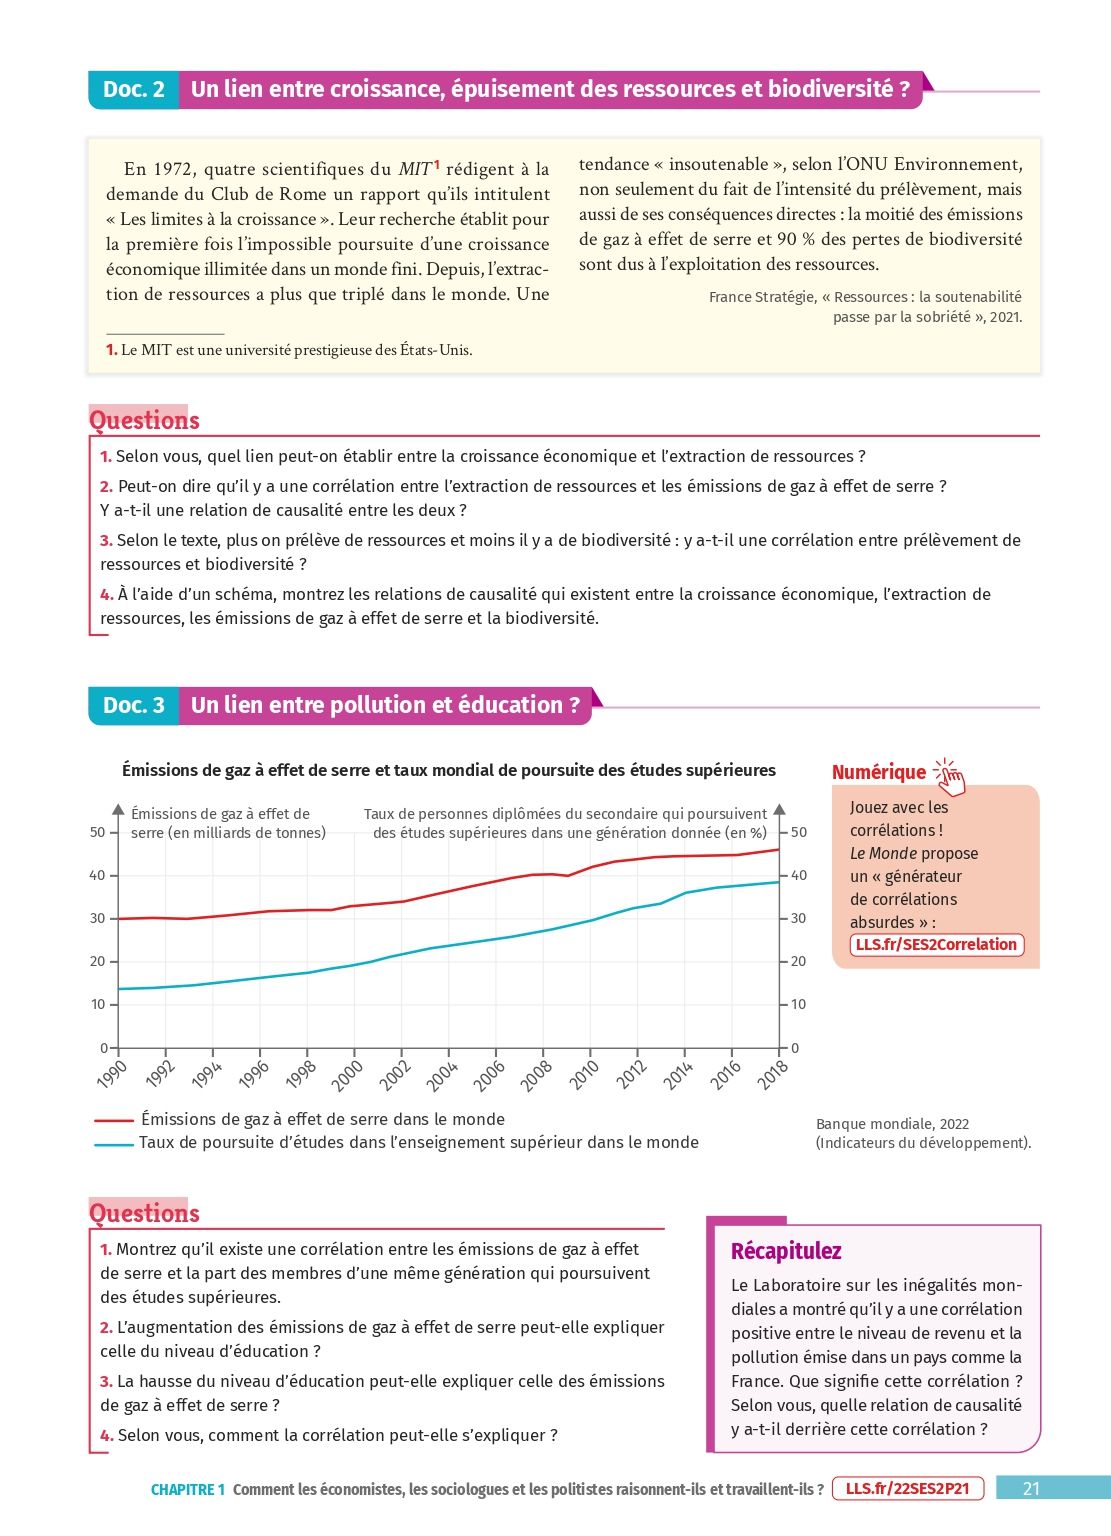 Doc. 2 Un lien entre croissance, épuisement des ressources et biodiversité ?
En 1972, quatre scientifiques du MIT¹ rédigent à la
demande du Club de Rome un rapport qu’ils intitulent
« Les limites à la croissance ». Leur recherche établit pour
la première fois l’impossible poursuite d’une croissance
économique illimitée dans un monde fini. Depuis, l’extrac-
tion de ressources a plus que triplé dans le monde. Une
tendance « insoutenable », selon l’ONU Environnement,
non seulement du fait de l’intensité du prélèvement, mais
aussi de ses conséquences directes : la moitié des émissions
de gaz à effet de serre et 90 % des pertes de biodiversité
sont dus à l’exploitation des ressources.
France Stratégie, « Ressources : la soutenabilité
passe par la sobriété », 2021.
1. Le MIT est une université prestigieuse des États-Unis.
Questions
1. Selon vous, quel lien peut-on établir entre la croissance économique et l’extraction de ressources ?
2. Peut-on dire qu’il y a une corrélation entre l’extraction de ressources et les émissions de gaz à effet de serre ?
Y a-t-il une relation de causalité entre les deux ?
3. Selon le texte, plus on prélève de ressources et moins il y a de biodiversité : y a-t-il une corrélation entre prélèvement de
ressources et biodiversité ?
4. À l’aide d’un schéma, montrez les relations de causalité qui existent entre la croissance économique, l’extraction de
ressources, les émissions de gaz à effet de serre et la biodiversité.
Doc. 3 Un lien entre pollution et éducation ?
Émissions de gaz à effet de serre et taux mondial de poursuite des études supérieures
Émissions de gaz à effet de
serre (en milliards de tonnes)
Taux de personnes diplômées du secondaire qui poursuivent
des études supérieures dans une génération donnée (en %)
50 50
40 40
30 30
20 20
10 10
0 0
1990 1992 1994 1996 1998 2000 2002 2004 2006 2008 2010 2012 2014 2016 2018
Émissions de gaz à effet de serre dans le monde
Taux de poursuite d’études dans l’enseignement supérieur dans le monde
Banque mondiale, 2022
(Indicateurs du développement).
Numérique
Jouez avec les
corrélations !
Le Monde propose
un « générateur
de corrélations
absurdes » :
LLS.fr/SES2Correlation
Questions
1. Montrez qu’il existe une corrélation entre les émissions de gaz à effet
de serre et la part des membres d’une même génération qui poursuivent
des études supérieures.
2. L’augmentation des émissions de gaz à effet de serre peut-elle expliquer
celle du niveau d’éducation ?
3. La hausse du niveau d’éducation peut-elle expliquer celle des émissions
de gaz à effet de serre ?
4. Selon vous, comment la corrélation peut-elle s’expliquer ?
Récapitulez
Le Laboratoire sur les inégalités mon-
diales a montré qu’il y a une corrélation
positive entre le niveau de revenu et la
pollution émise dans un pays comme la
France. Que signifie cette corrélation ?
Selon vous, quelle relation de causalité
y a-t-il derrière cette corrélation ?
CHAPITRE 1 Comment les économistes, les sociologues et les politistes raisonnent-ils et travaillent-ils ? LLS.fr/22SES2P21 21